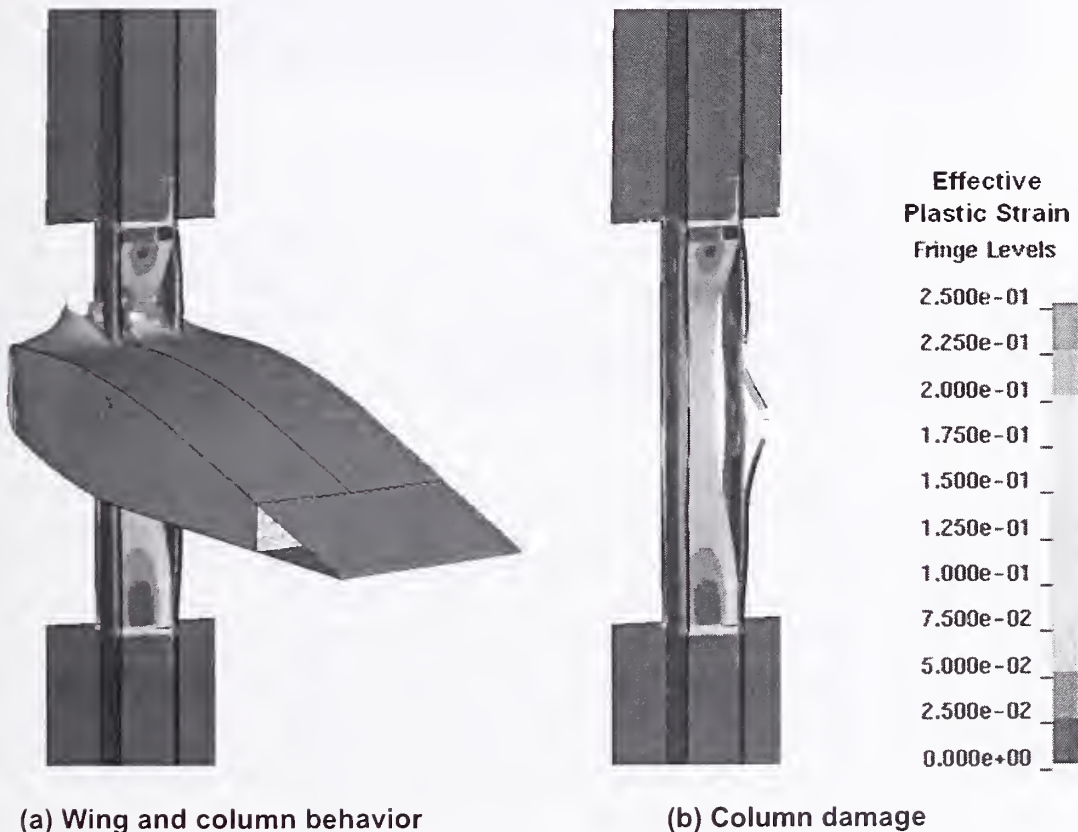 Effective
Plastic Strain
Fringe Levels
2.500e-01
2.250e-01
2.000e-01
1.750e-01
1.500e-01
1.250e-01
1.000e-01
7.500e-02
5.000e-02
2.500e-02
0.000e+00
(a) Wing and column behavior
(b) Column damage